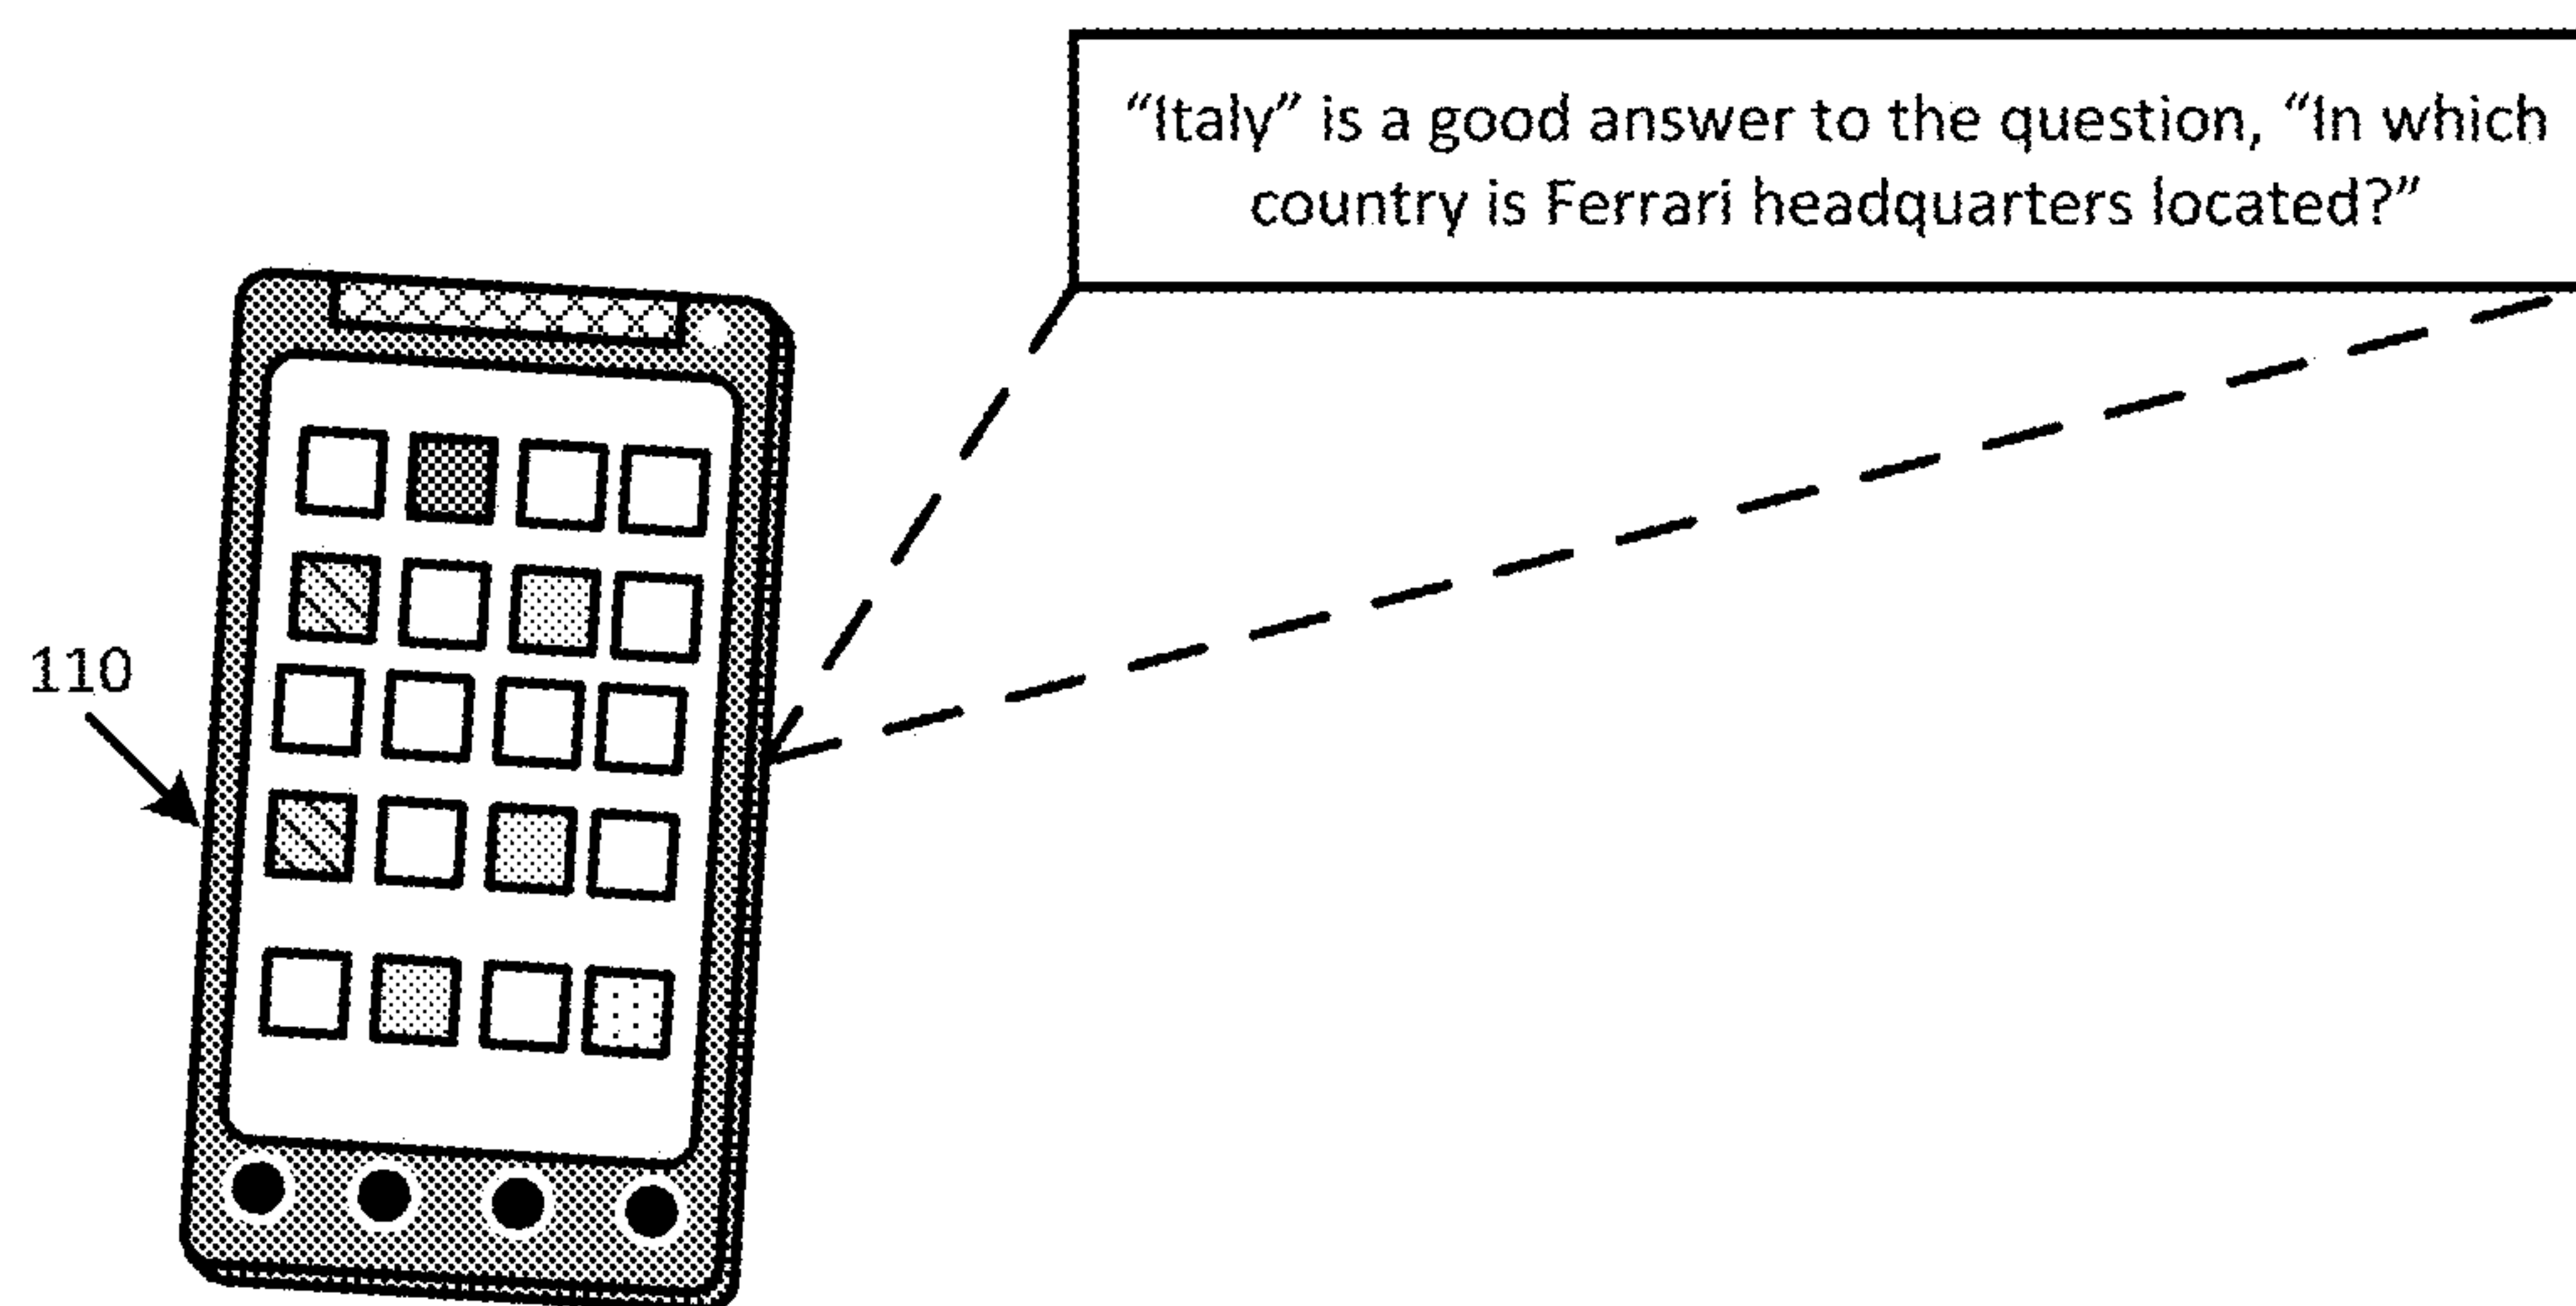 “Italy” is a good answer to the question, “In which
country is Ferrari headquarters located?”
110